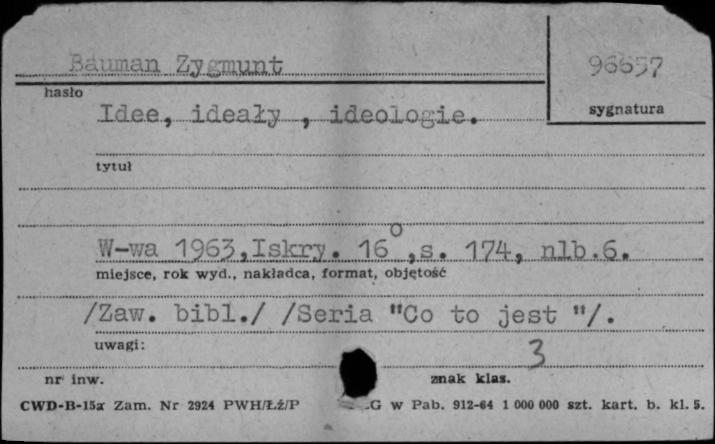 Bauman Zygmunt
96657
hasło
sygnatura
Idee, ideały , ideologie.
tytuł
W-wa 1963,Iskry. 16⁰,s. 174, nlb.6.
miejsce, rok wyd., nakładca, format, objętość
/Zaw. bibl./ /Seria "Co to jest "/.
uwagi:
3
nr inw.
znak klas.
CWD-B-15a Zam. Nr 2924 PWH/Łź/P
G w Pab. 912-64 1 000 000 szt. kart. b. kl. 5.